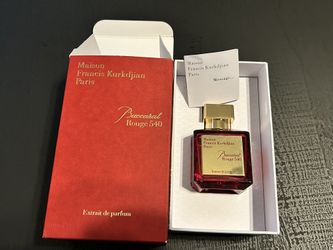 Maison
Francis Kurkdjian
Paris
Baccarat
Rouge 540
Extrait de parfum
Maison
Francis Kurkdjian
Paris
Maison
Francis Kurkdjian
Paris
Baccarat
Rouge 540